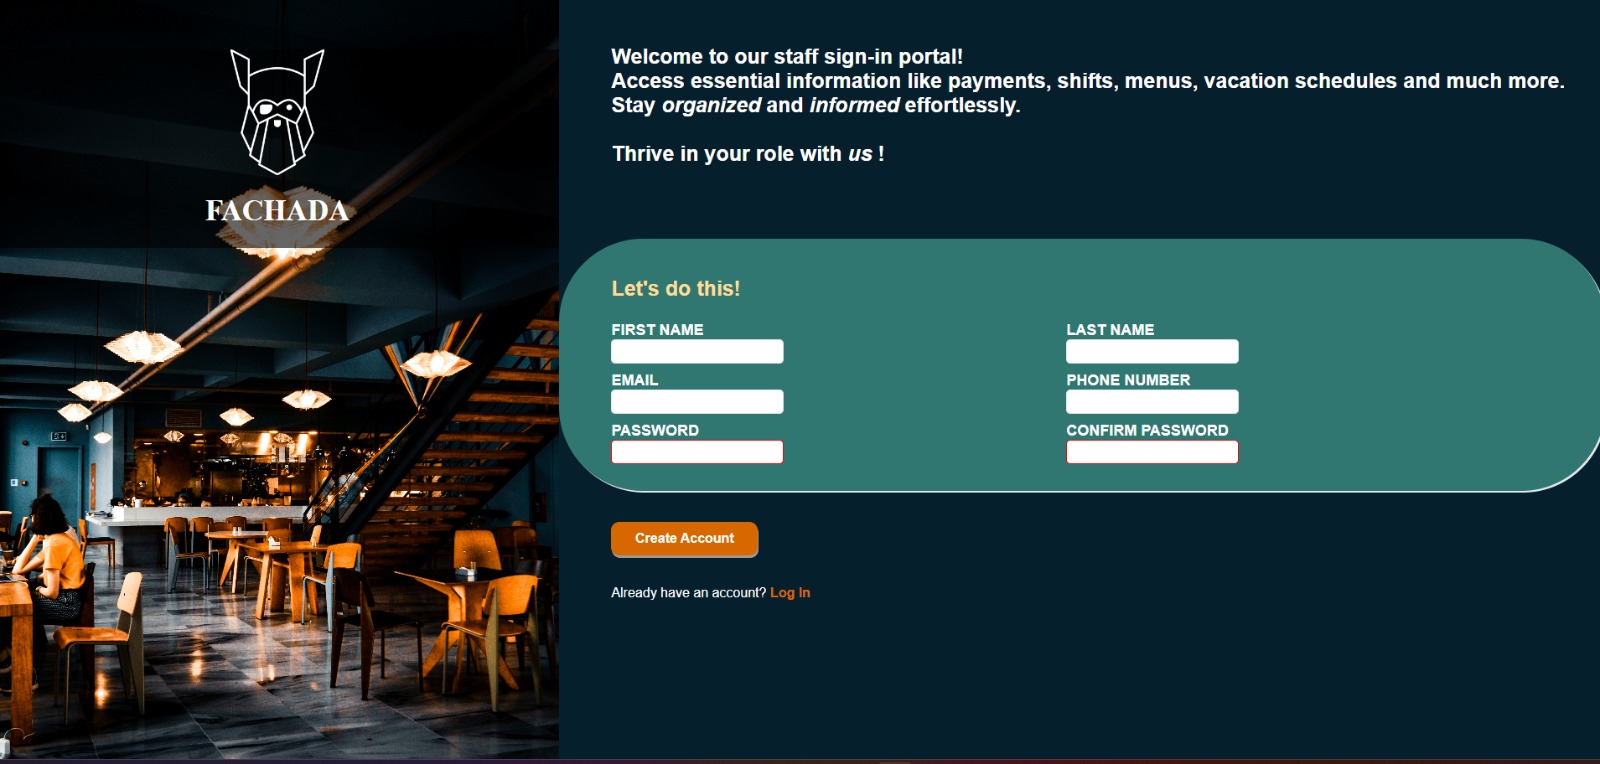 FACHADA
Welcome to our staff sign-in portal!
Access essential information like payments, shifts, menus, vacation schedules and much more.
Stay organized and informed effortlessly.
Thrive in your role with us !
Let's do this!
FIRST NAME
LAST NAME
EMAIL
PHONE NUMBER
PASSWORD
CONFIRM PASSWORD
Create Account
Already have an account? Log In